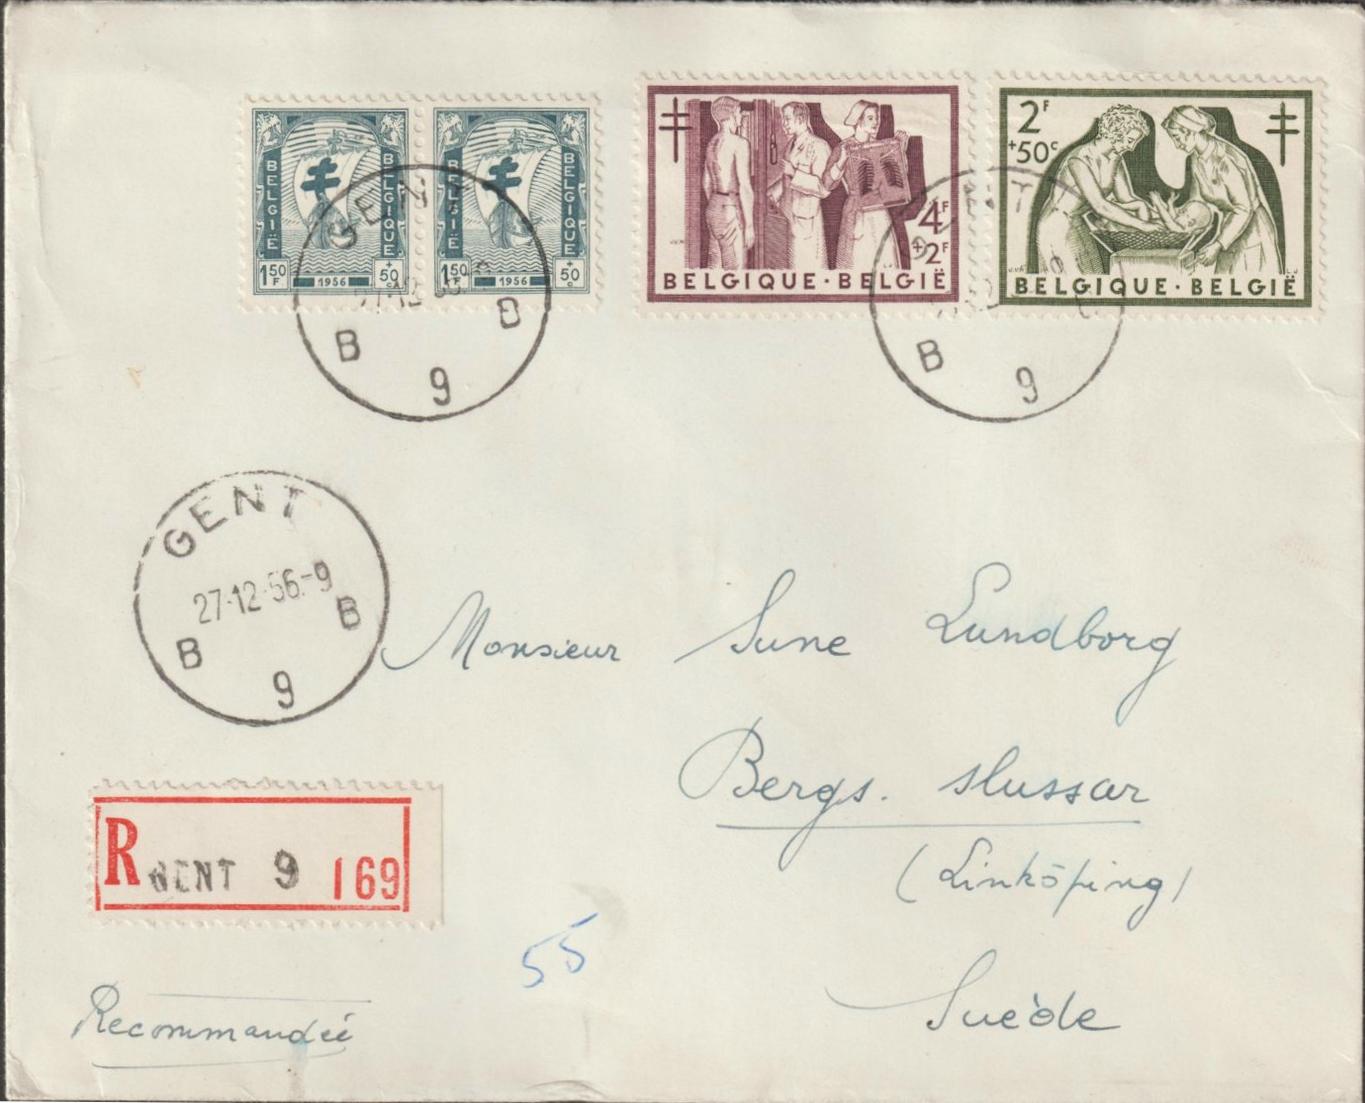 BELGIË 1 50 F 1956 + 50 c BELGIQUE
BELGIË 1 50 F 1956 + 50 c BELGIQUE
4F
+2F
BELGIQUE·BELGIË
2F
+50c
BELGIQUE·BELGIË
GENT
B 9 B
B 9
GENT
27-12-56-9
B 9 B
Monsieur Sune Lundborg
Bergs. slussar
(Linköping)
Suède
R GENT 9 169
55
Recommandée